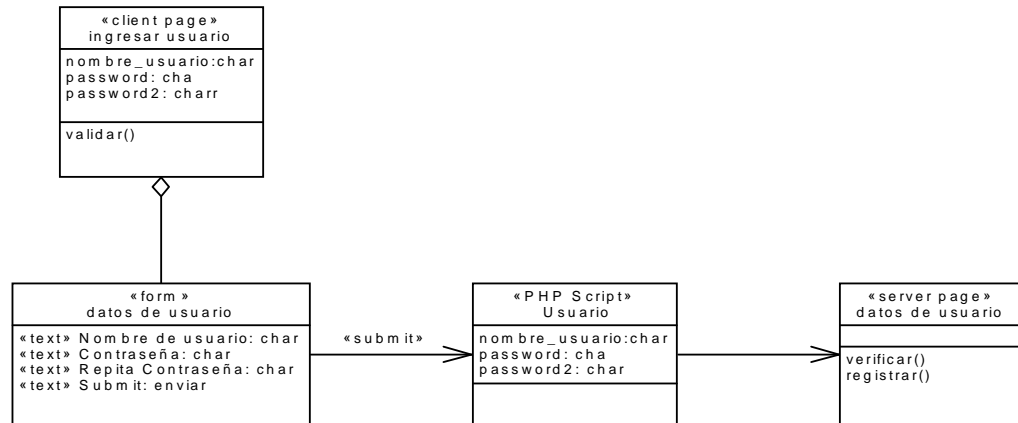 «client page»
ingresar usuario
nombre_usuario:char
password: cha
password2: charr
validar()
«form»
datos de usuario
«text» Nombre de usuario: char
«text» Contraseña: char
«text» Repita Contraseña: char
«text» Submit: enviar
«submit»
«PHP Script»
Usuario
nombre_usuario:char
password: cha
password2: char
«server page»
datos de usuario
verificar()
registrar()